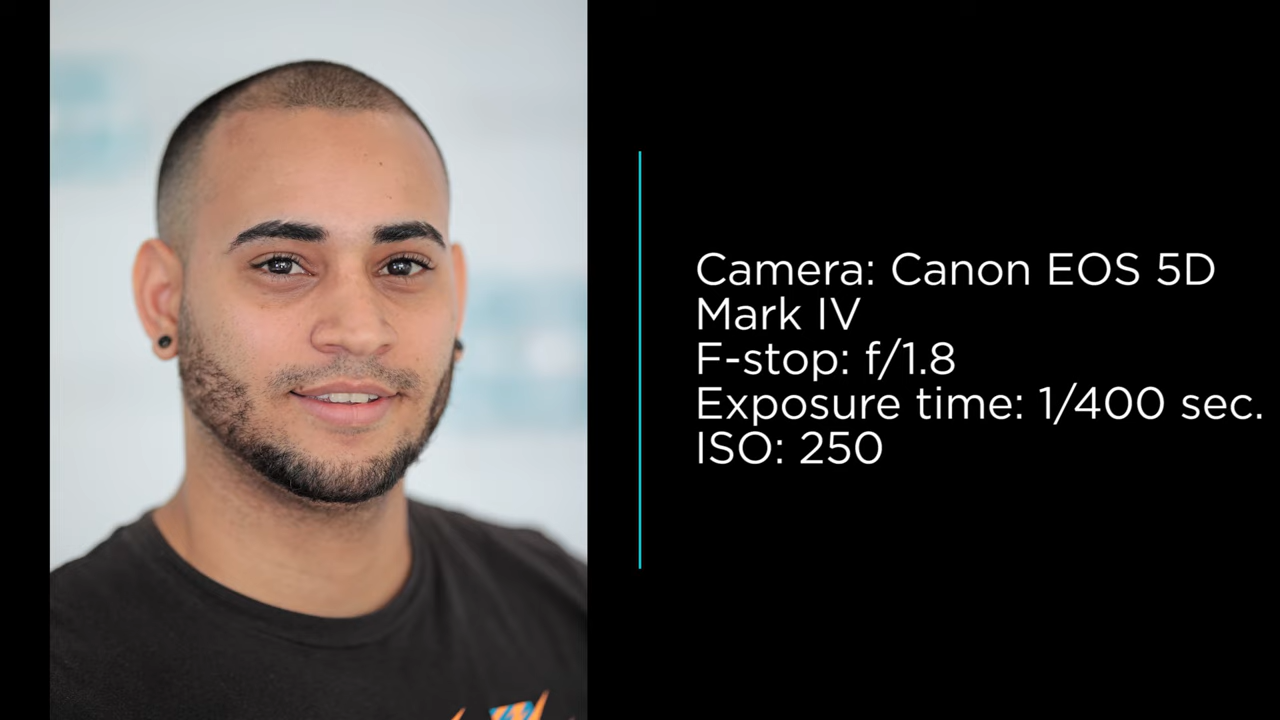 Camera: Canon EOS 5D
Mark IV
F-stop: f/1.8
Exposure time: 1/400 sec.
ISO: 250